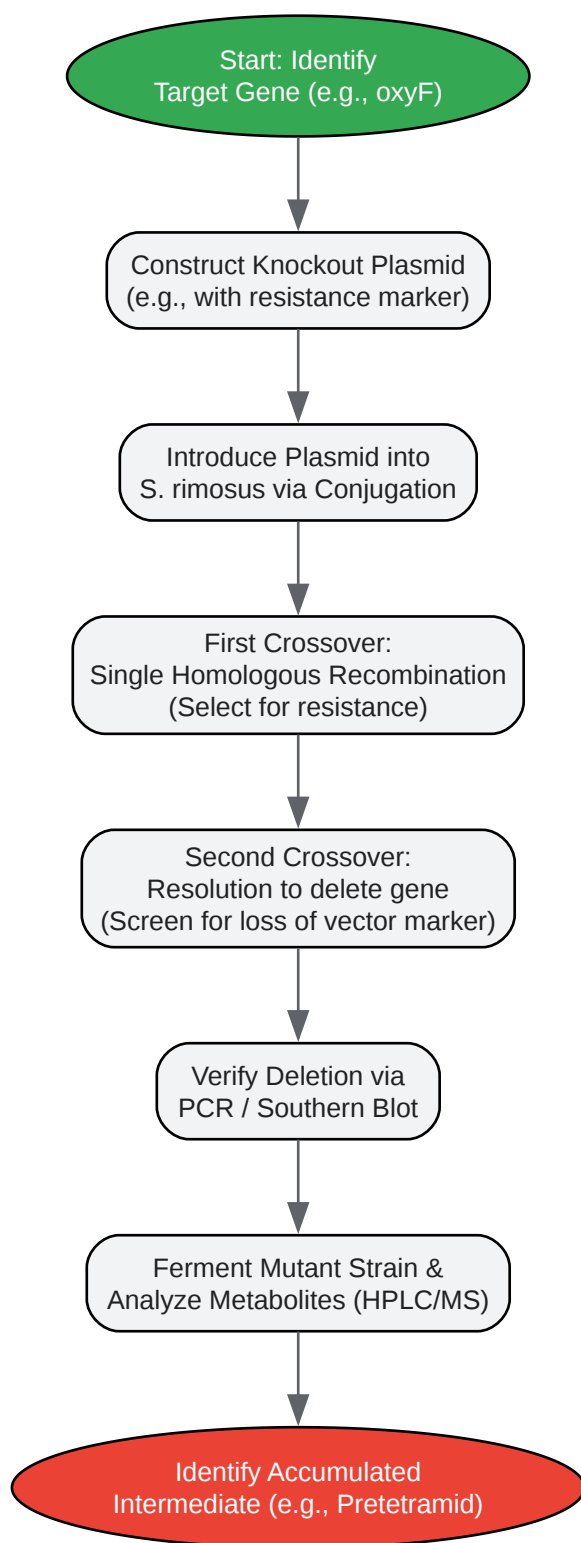 Start: Identify
Target Gene (e.g., oxyF)
Construct Knockout Plasmid
(e.g., with resistance marker)
Introduce Plasmid into
S. rimosus via Conjugation
First Crossover:
Single Homologous Recombination
(Select for resistance)
Second Crossover:
Resolution to delete gene
(Screen for loss of vector marker)
Verify Deletion via
PCR / Southern Blot
Ferment Mutant Strain &
Analyze Metabolites (HPLC/MS)
Identify Accumulated
Intermediate (e.g., Pretetramid)